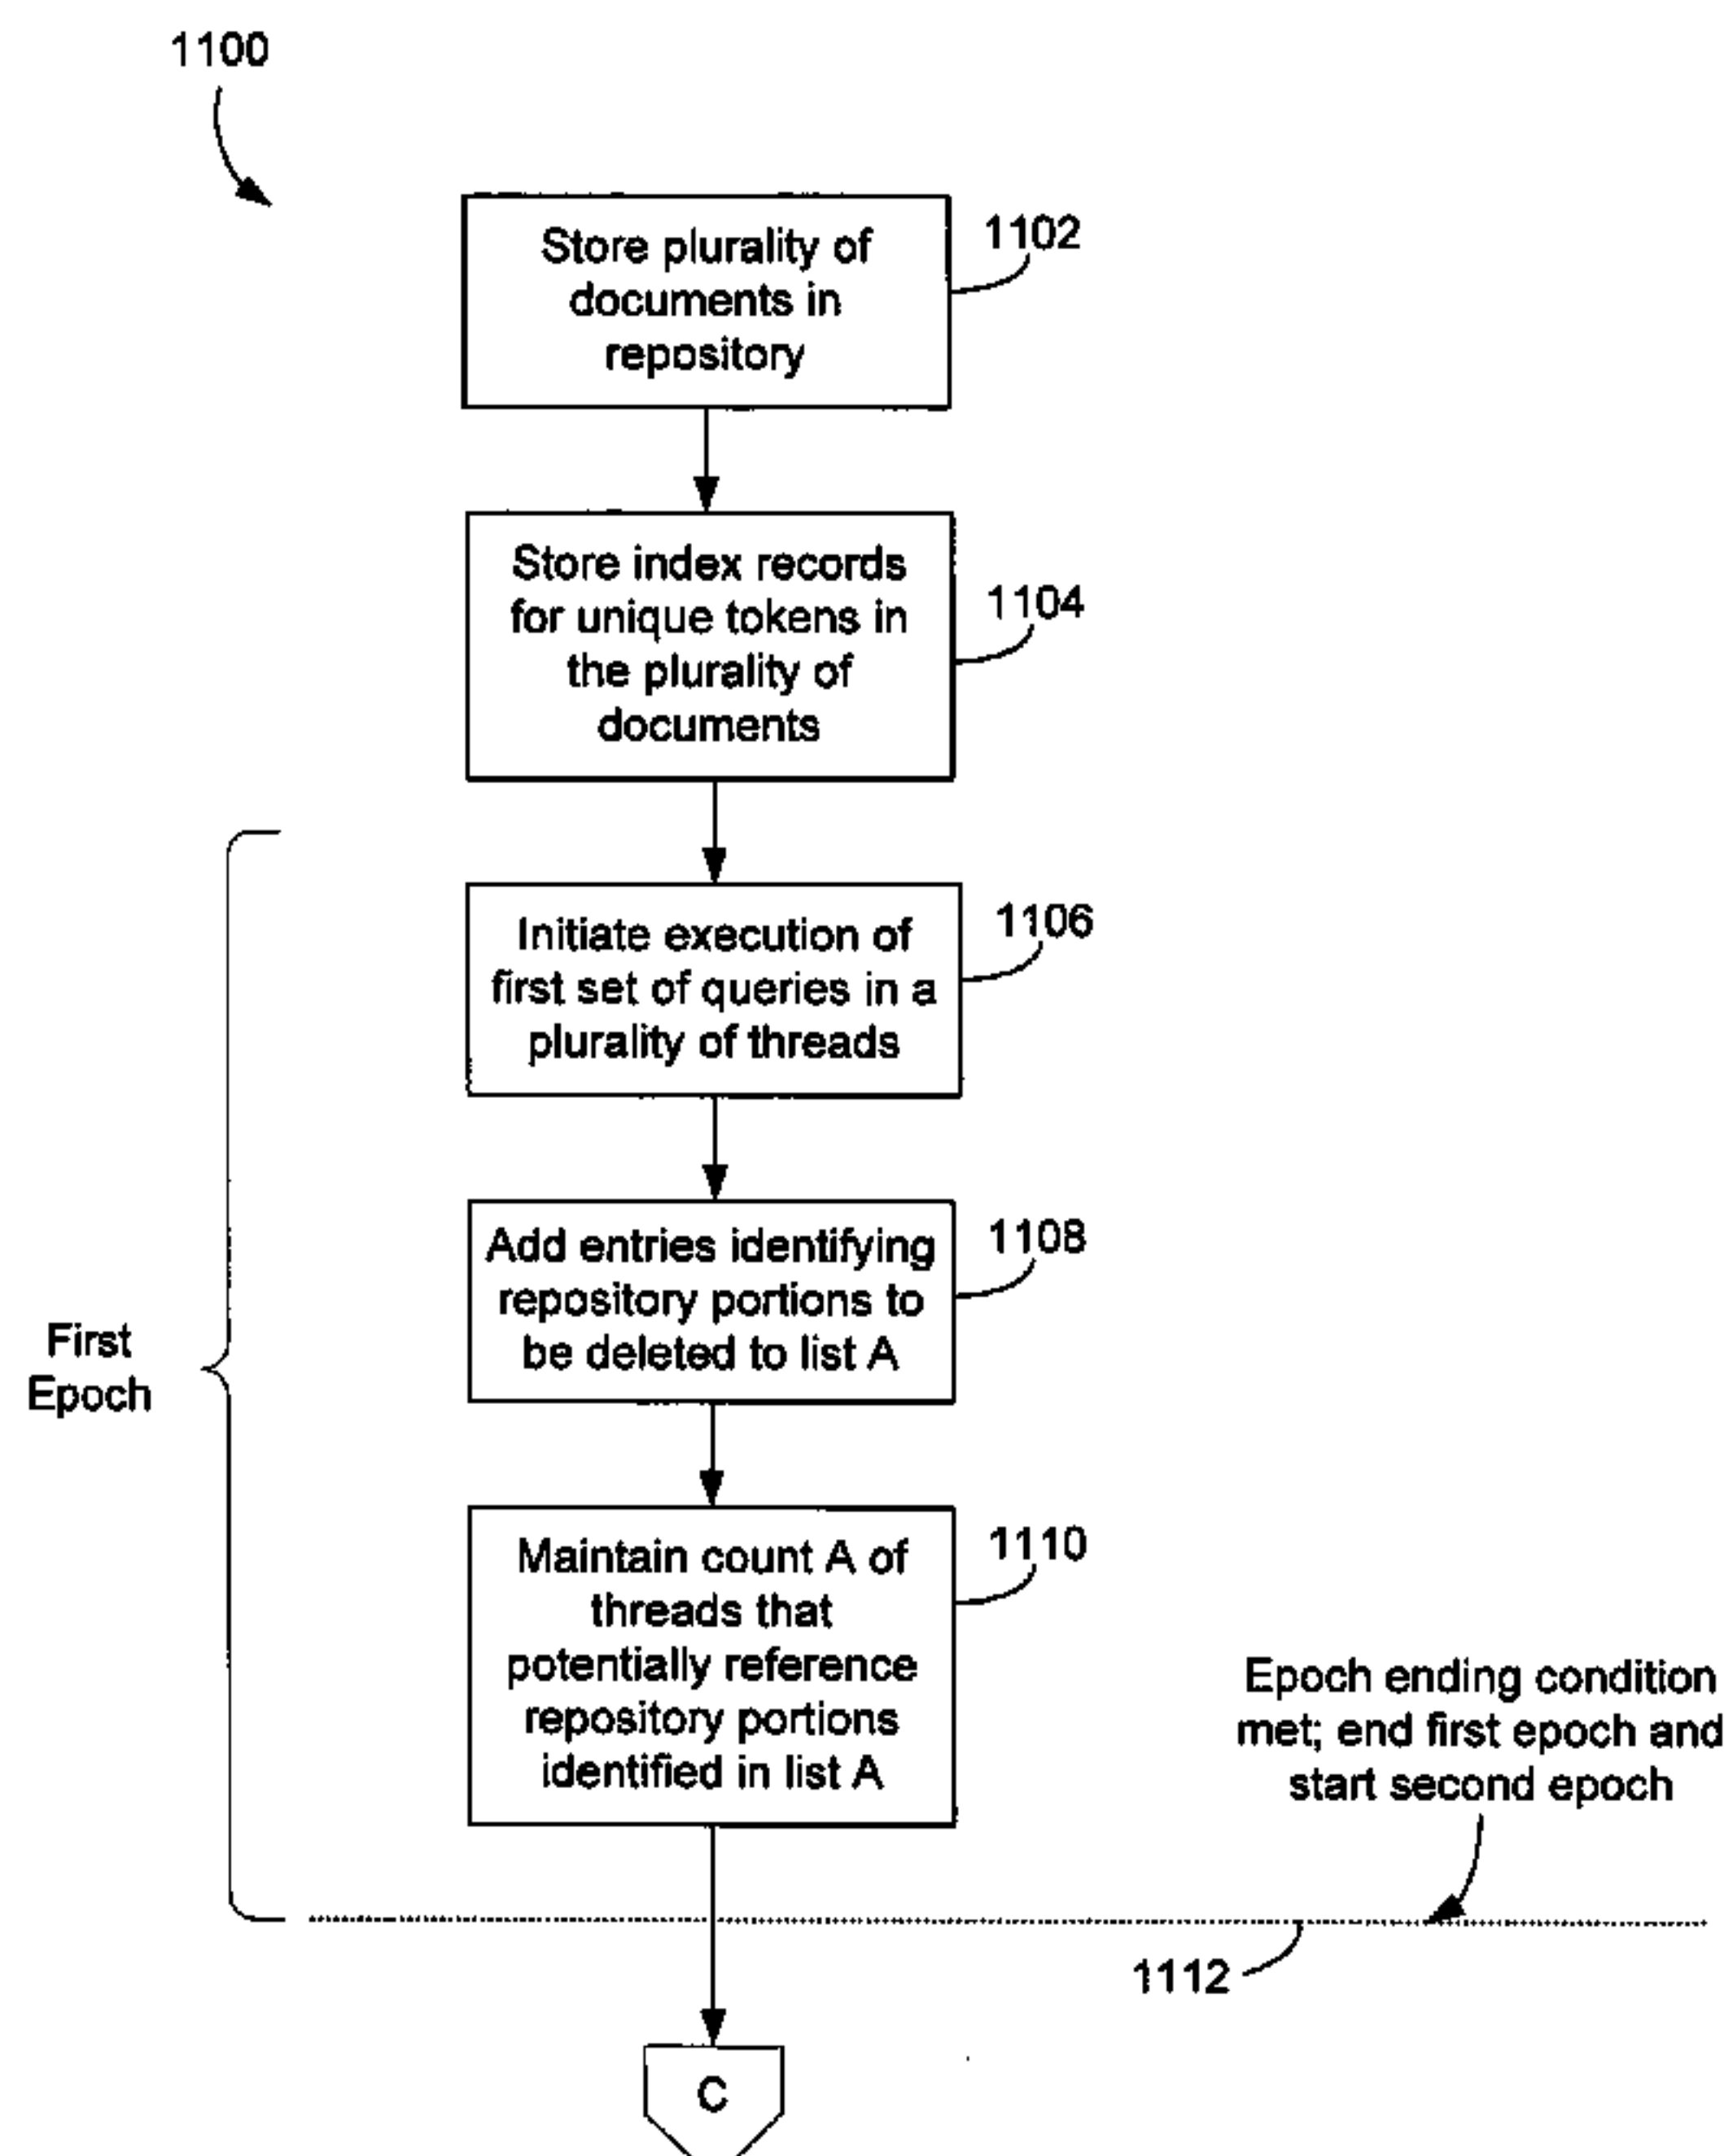 1100
Store plurality of
documents in
repository
1102
Store index records
for unique tokens in
the plurality of
documents
1104
Initiate execution of
first set of queries in a
plurality of threads
1106
Add entries identifying
repository portions to
be deleted to list A
1108
First
Epoch
Maintain count A of
threads that
potentially reference
repository portions
identified in list A
1110
Epoch ending condition
met; end first epoch and
start second epoch
1112
C